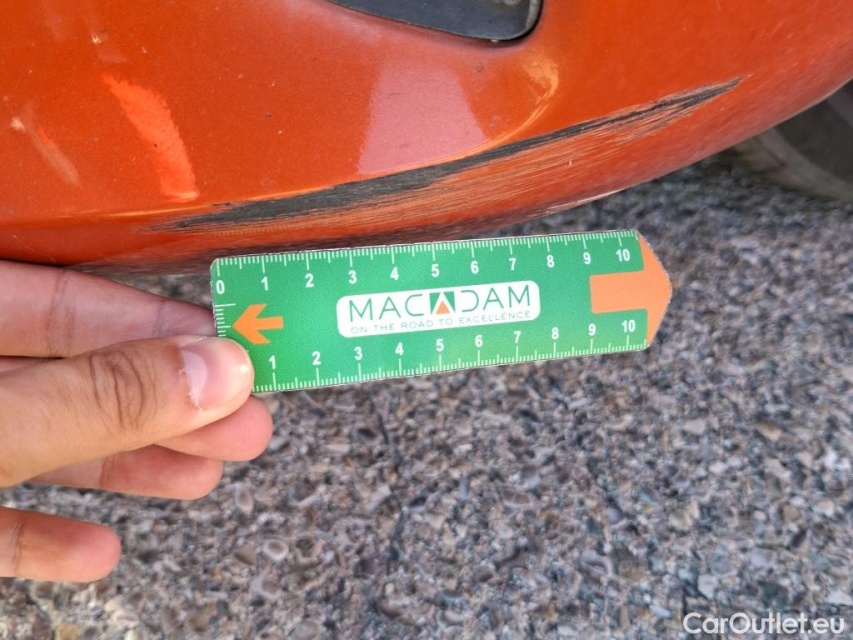 0 1 2 3 4 5 6 7 8 9 10
MACADAM
ON THE ROAD TO EXCELLENCE
1 2 3 4 5 6 7 8 9 10
CarOutlet.eu